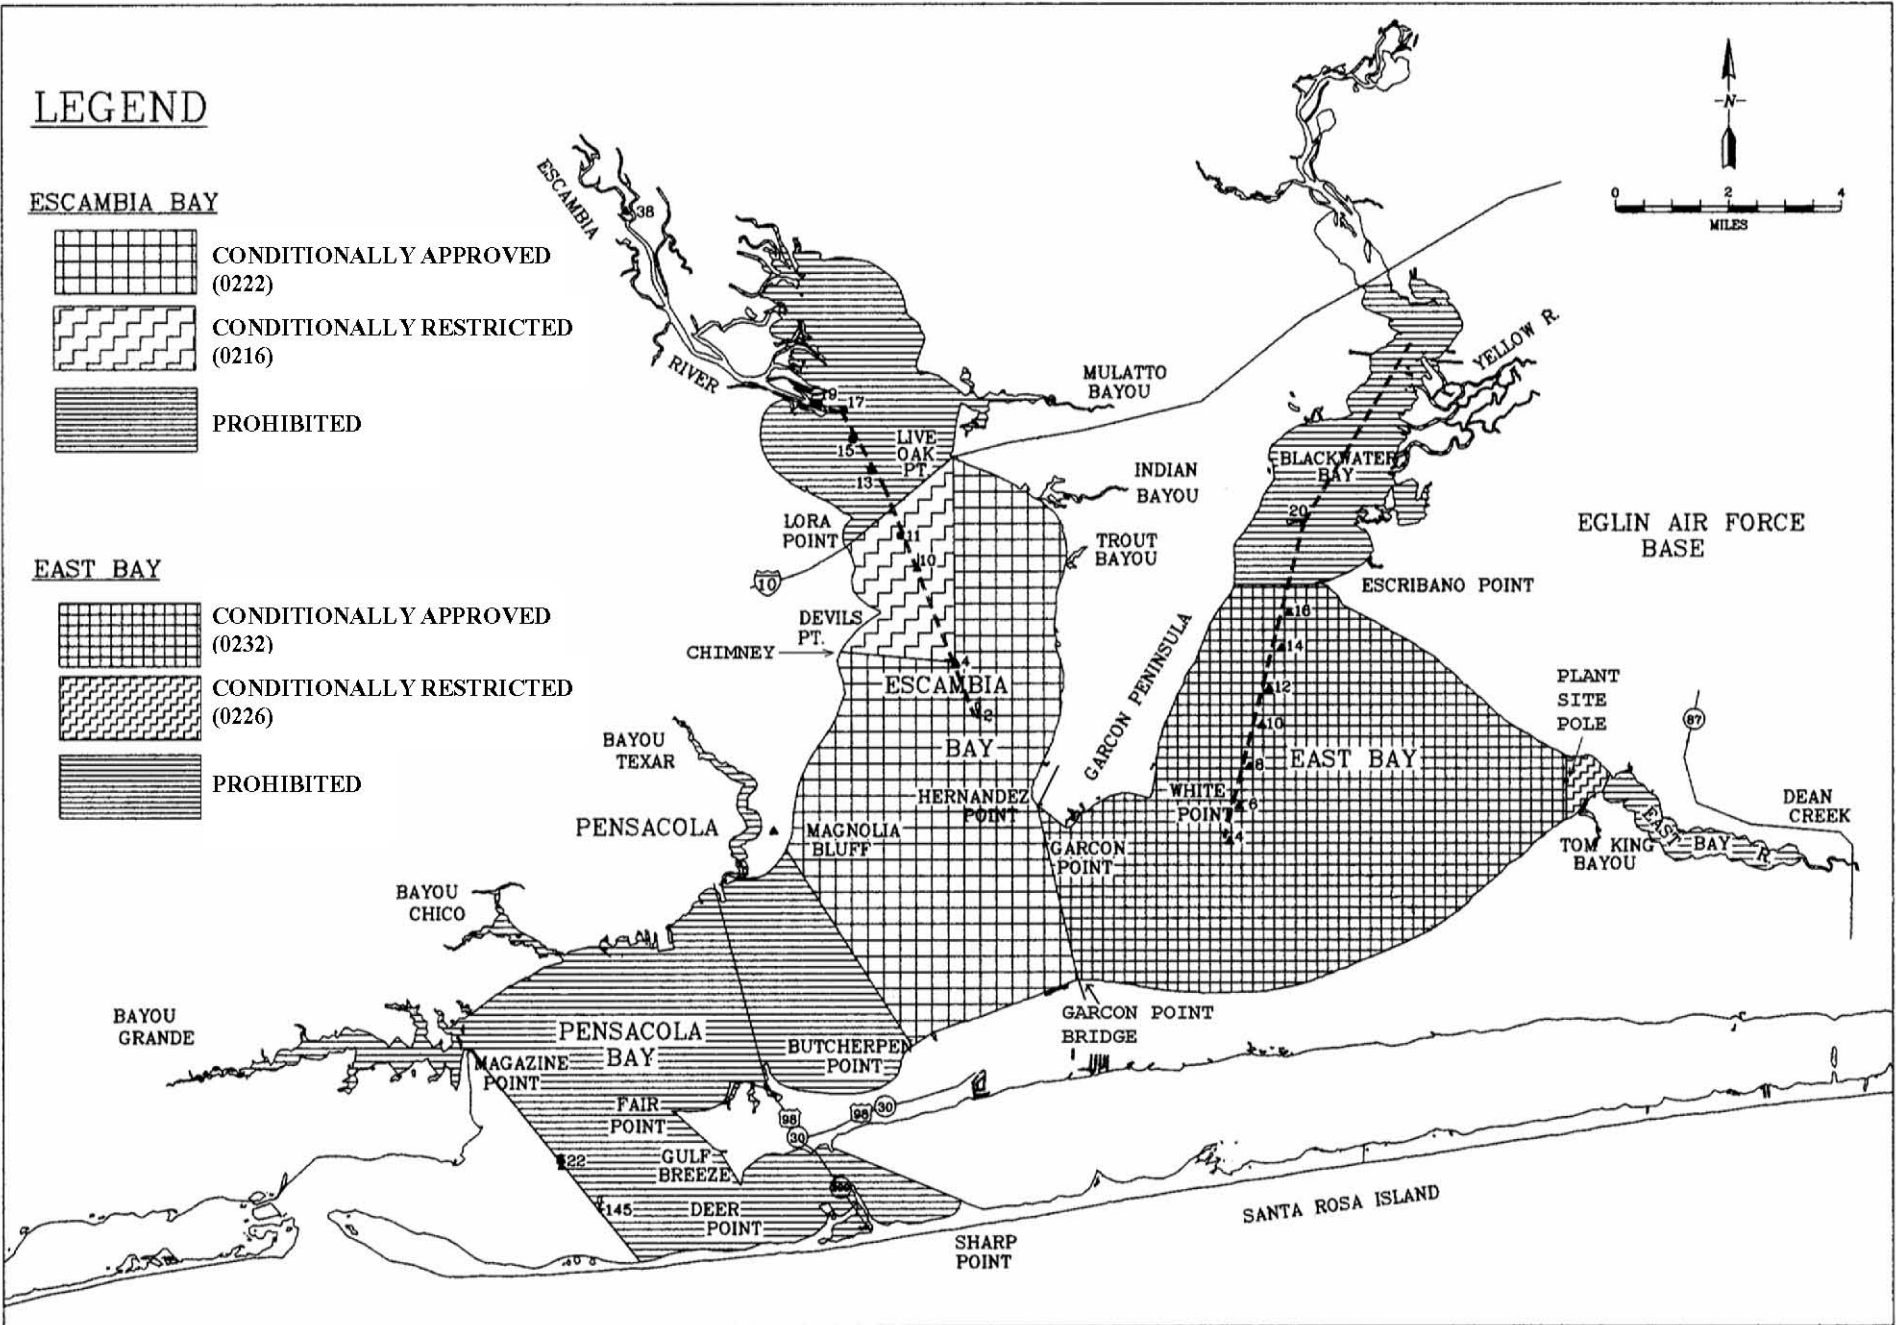 LEGEND
ESCAMBIA BAY
CONDITIONALLY APPROVED
(0222)
CONDITIONALLY RESTRICTED
(0216)
PROHIBITED
EAST BAY
CONDITIONALLY APPROVED
(0232)
CONDITIONALLY RESTRICTED
(0226)
PROHIBITED
N
0 2 4
MILES
ESCAMBIA
RIVER
38
19
17
15
13
11
10
4
2
LIVE
OAK
PT.
MULATTO
BAYOU
INDIAN
BAYOU
TROUT
BAYOU
LORA
POINT
10
DEVILS
PT.
CHIMNEY
ESCAMBIA
BAY
HERNANDEZ
POINT
GARCON PENINSULA
YELLOW R.
BLACKWATER
BAY
20
EGLIN AIR FORCE
BASE
ESCRIBANO POINT
16
14
12
10
8
6
4
EAST BAY
WHITE
POINT
GARCON
POINT
PLANT
SITE
POLE
87
DEAN
CREEK
TOM KING
BAYOU
EAST BAY R.
BAYOU
TEXAR
PENSACOLA
MAGNOLIA
BLUFF
BAYOU
CHICO
BAYOU
GRANDE
PENSACOLA
BAY
MAGAZINE
POINT
BUTCHERPEN
POINT
GARCON POINT
BRIDGE
FAIR
POINT
98
30
98
30
GULF
BREEZE
22
145
DEER
POINT
SHARP
POINT
SANTA ROSA ISLAND